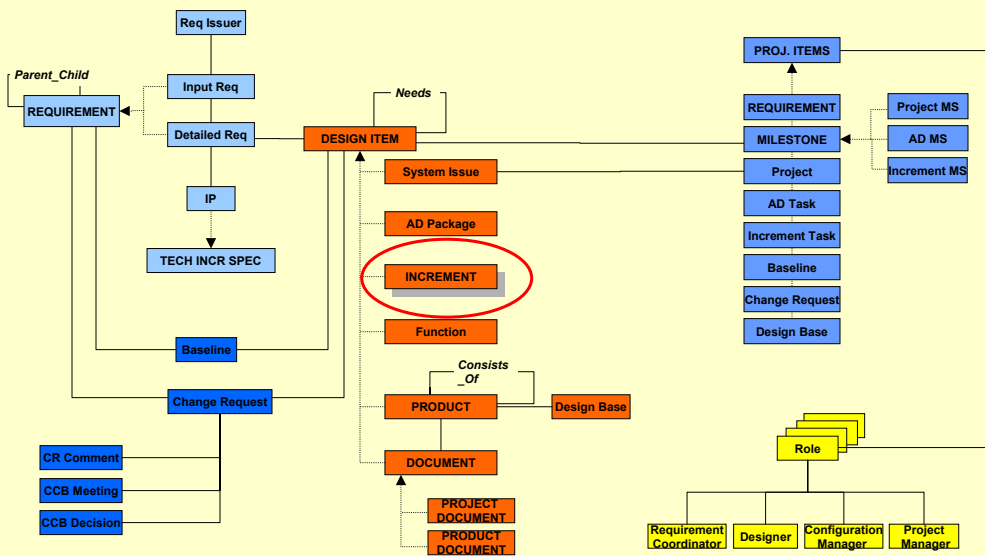 Req Issuer
Parent_Child
Input Req
REQUIREMENT
Detailed Req
IP
TECH INCR SPEC
Needs
DESIGN ITEM
System Issue
AD Package
INCREMENT
Function
Consists
_Of
PRODUCT
Design Base
DOCUMENT
PROJECT
DOCUMENT
PRODUCT
DOCUMENT
Baseline
Change Request
CR Comment
CCB Meeting
CCB Decision
PROJ. ITEMS
REQUIREMENT
MILESTONE
Project
AD Task
Increment Task
Baseline
Change Request
Design Base
Project MS
AD MS
Increment MS
Role
Requirement
Coordinator
Designer
Configuration
Manager
Project
Manager